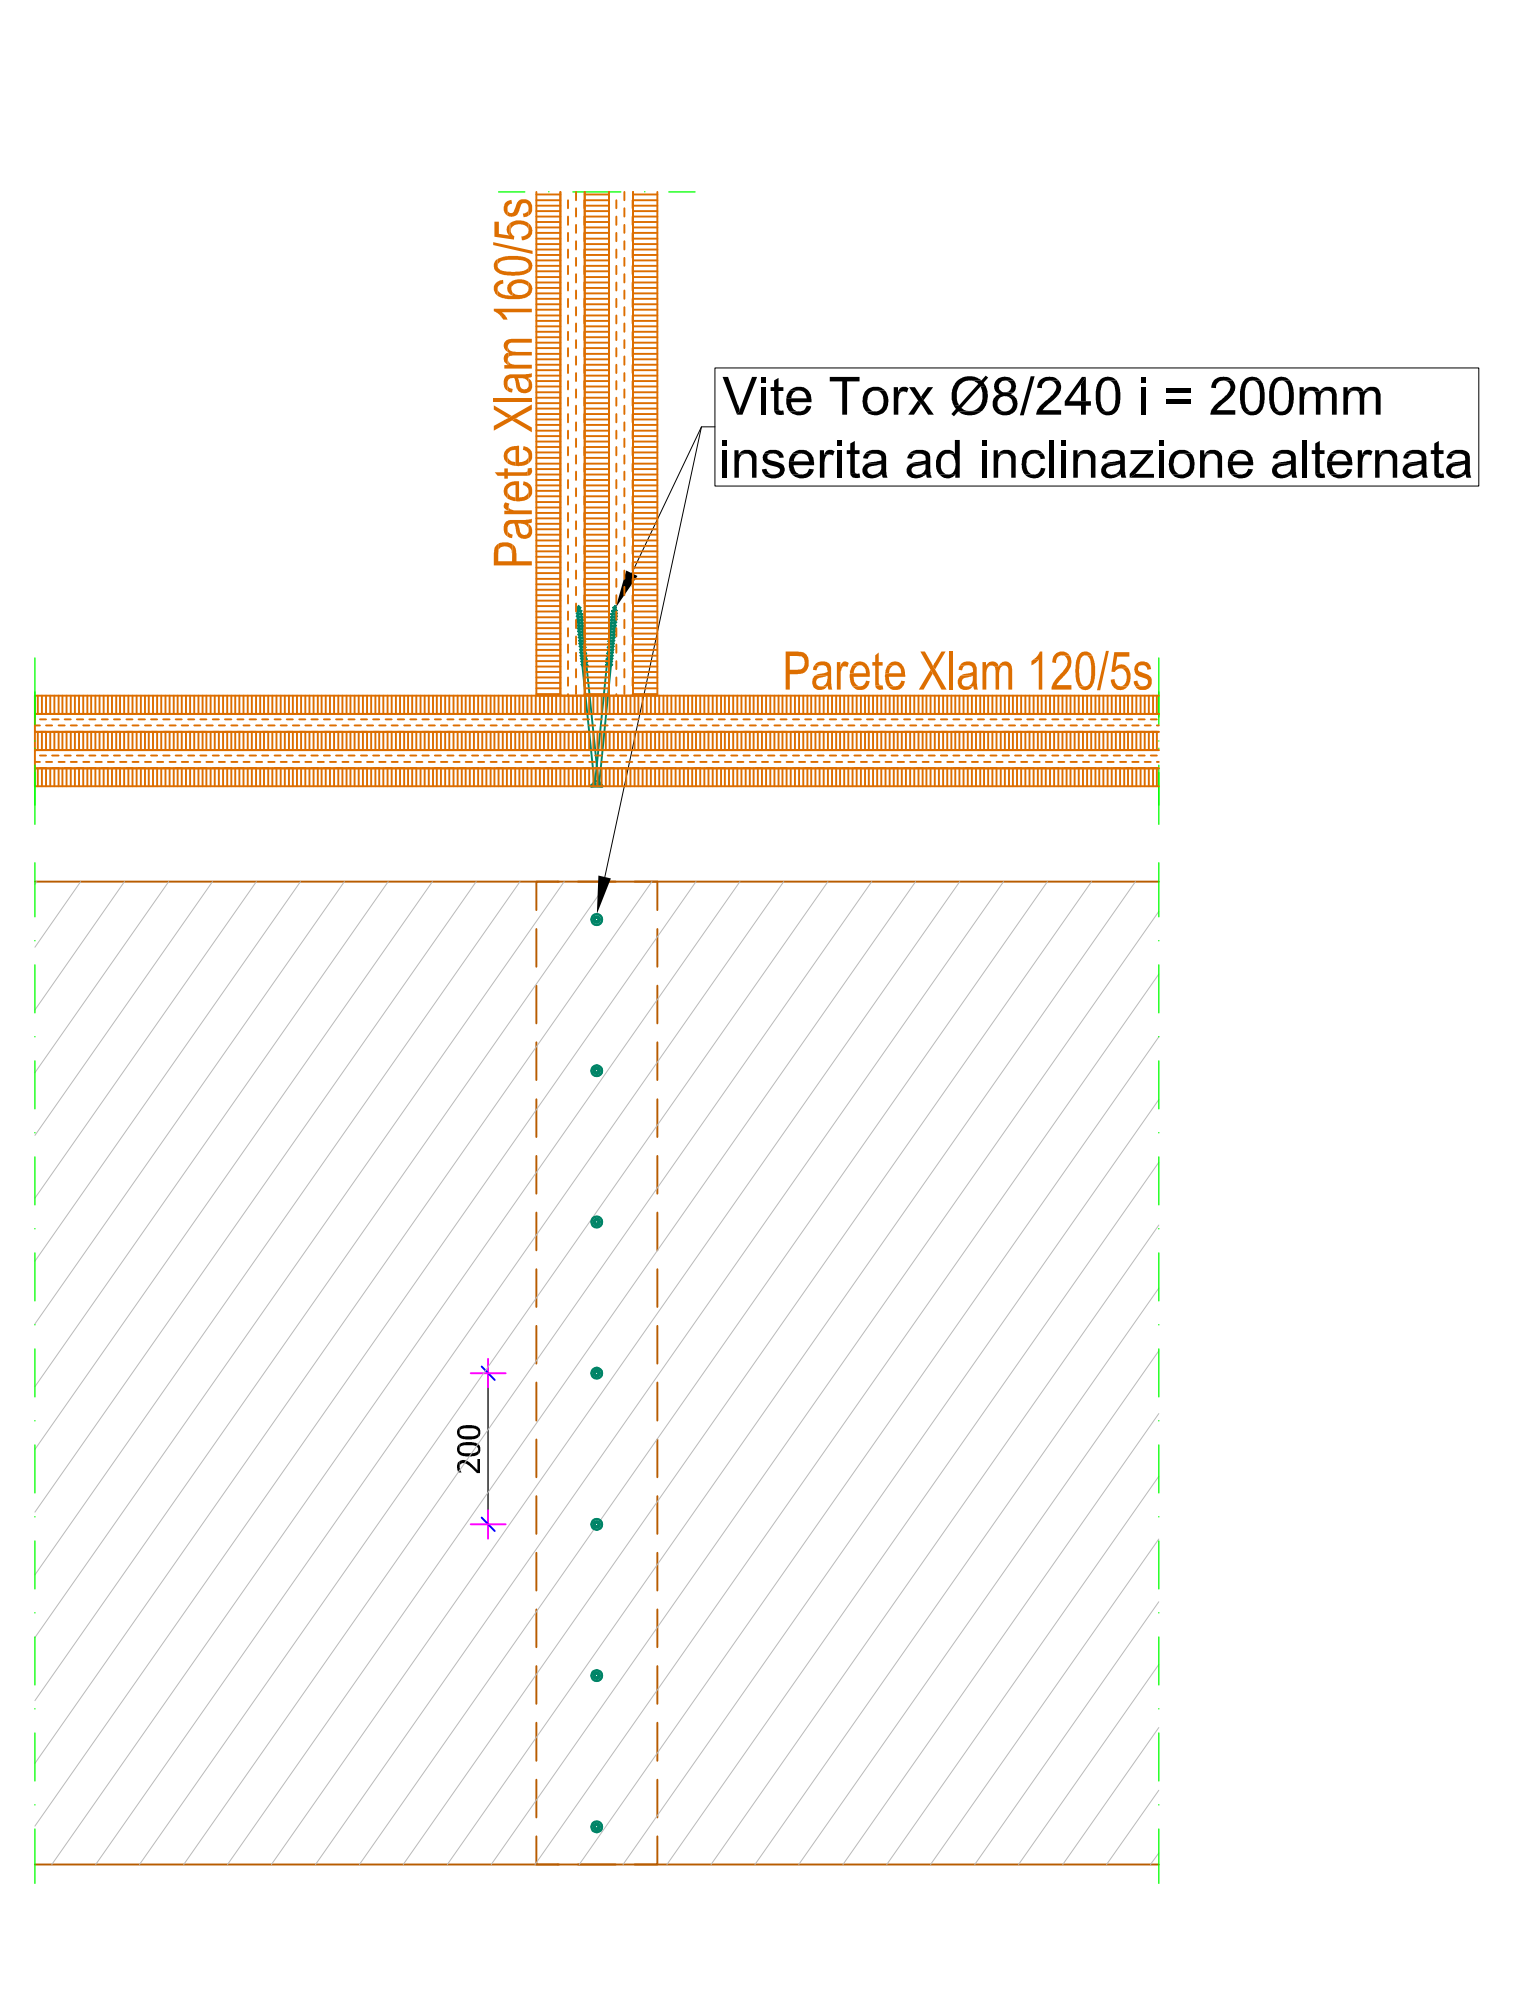 Parete Xlam 160/5s
Vite Torx Ø8/240 i = 200mm
inserita ad inclinazione alternata
Parete Xlam 120/5s
200